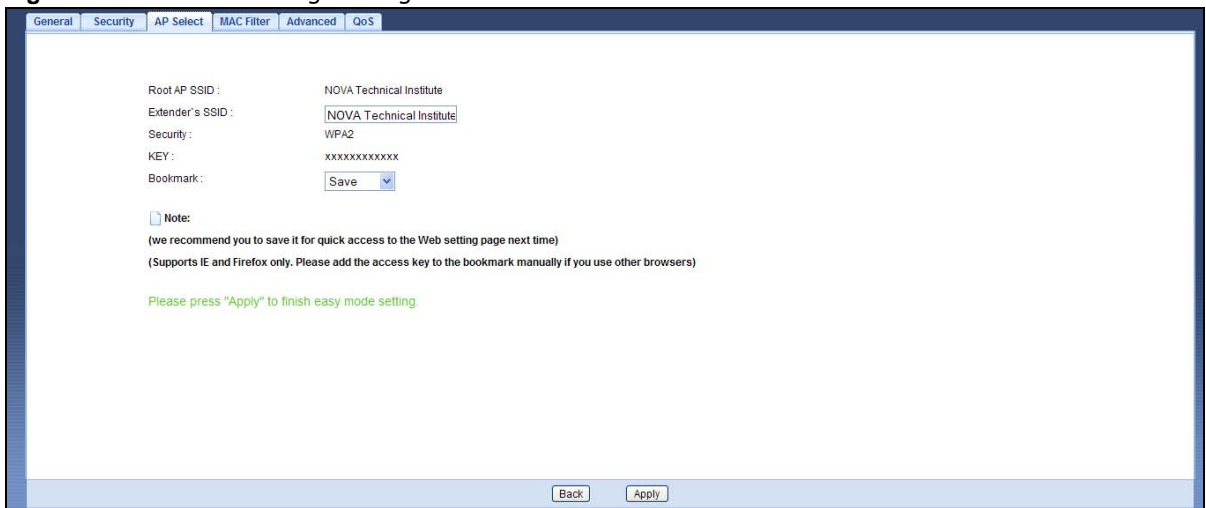 General Security AP Select MAC Filter Advanced QoS
Root AP SSID : NOVA Technical Institute
Extender`s SSID : NOVA Technical Institute
Security : WPA2
KEY : xxxxxxxxxxxx
Bookmark : Save
Note:
(we recommend you to save it for quick access to the Web setting page next time)
(Supports IE and Firefox only. Please add the access key to the bookmark manually if you use other browsers)
Please press "Apply" to finish easy mode setting.
Back Apply